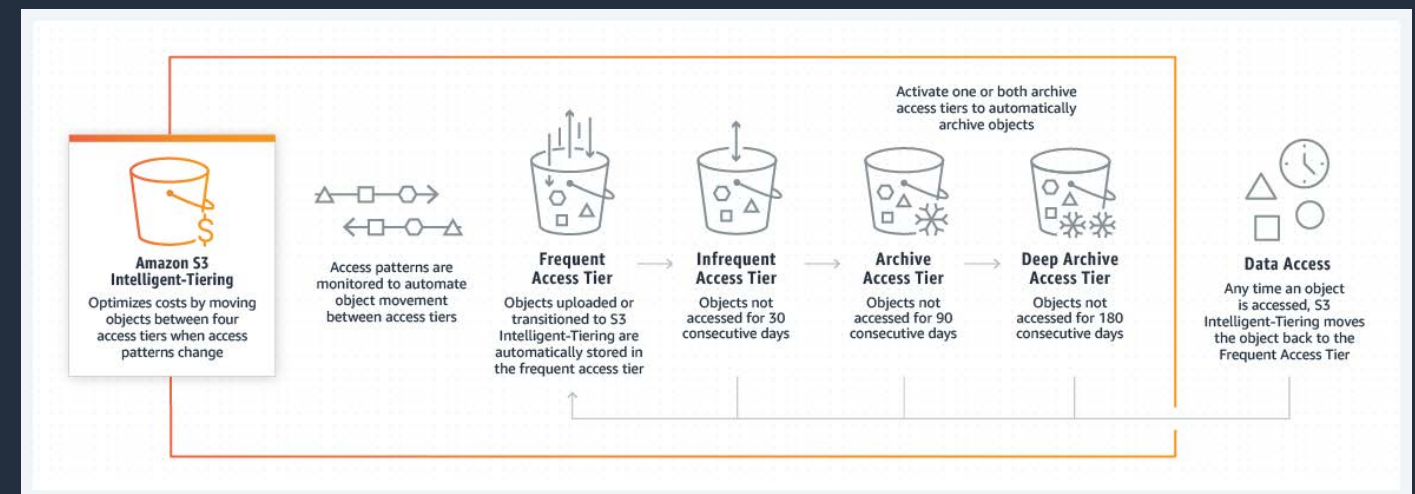 Amazon S3
Intelligent-Tiering
Optimizes costs by moving
objects between four
access tiers when access
patterns change
Access patterns are
monitored to automate
object movement
between access tiers
Frequent
Access Tier
Objects uploaded or
transitioned to S3
Intelligent-Tiering are
automatically stored in
the frequent access tier
Infrequent
Access Tier
Objects not
accessed for 30
consecutive days
Activate one or both archive
access tiers to automatically
archive objects
Archive
Access Tier
Objects not
accessed for 90
consecutive days
Deep Archive
Access Tier
Objects not
accessed for 180
consecutive days
Data Access
Any time an object
is accessed, S3
Intelligent-Tiering moves
the object back to the
Frequent Access Tier